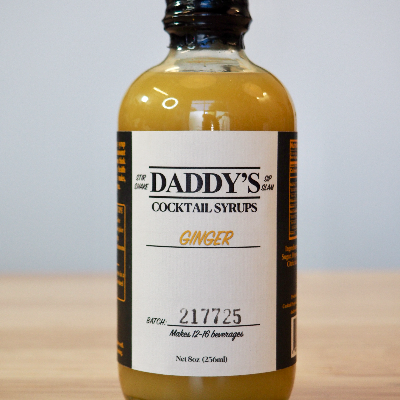 STIR
SHAKE
DADDY'S
SIP
SLAM
COCKTAIL SYRUPS
GINGER
BATCH: 217725
Makes 12-16 beverages
Net 8oz (236ml)